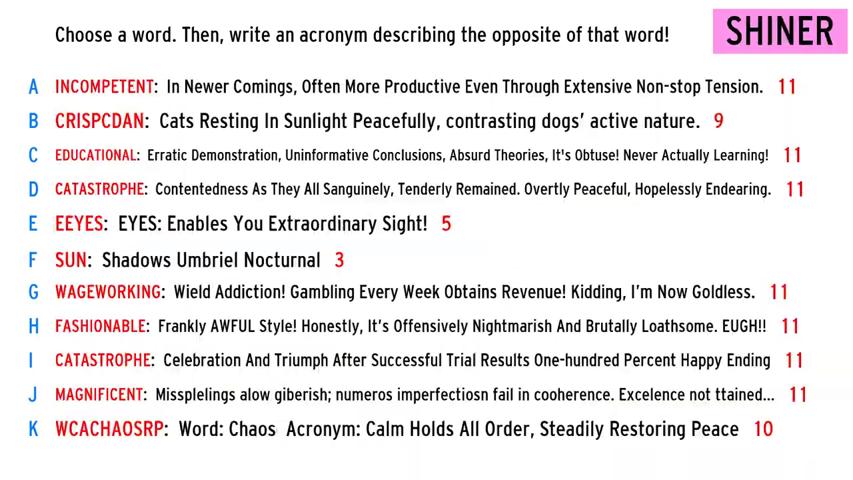 Choose a word. Then, write an acronym describing the opposite of that word!
SHINER
A INCOMPETENT: In Newer Comings, Often More Productive Even Through Extensive Non-stop Tension. 11
B CRISPCDAN: Cats Resting In Sunlight Peacefully, contrasting dogs' active nature. 9
C EDUCATIONAL: Erratic Demonstration, Uninformative Conclusions, Absurd Theories, It's Obtuse! Never Actually Learning! 11
D CATASTROPHE: Contentedness As They All Sanguinely, Tenderly Remained. Overtly Peaceful, Hopelessly Endearing. 11
E EEYES: EYES: Enables You Extraordinary Sight! 5
F SUN: Shadows Umbriel Nocturnal 3
G WAGEWORKING: Wield Addiction! Gambling Every Week Obtains Revenue! Kidding, I'm Now Goldless. 11
H FASHIONABLE: Frankly AWFUL Style! Honestly, It's Offensively Nightmarish And Brutally Loathsome. EUGH!! 11
I CATASTROPHE: Celebration And Triumph After Successful Trial Results One-hundred Percent Happy Ending 11
J MAGNIFICENT: Missplelings alow giberish; numeros imperfectiosn fail in cooherence. Excelence not ttained... 11
K WCACHAOSRP: Word: Chaos Acronym: Calm Holds All Order, Steadily Restoring Peace 10